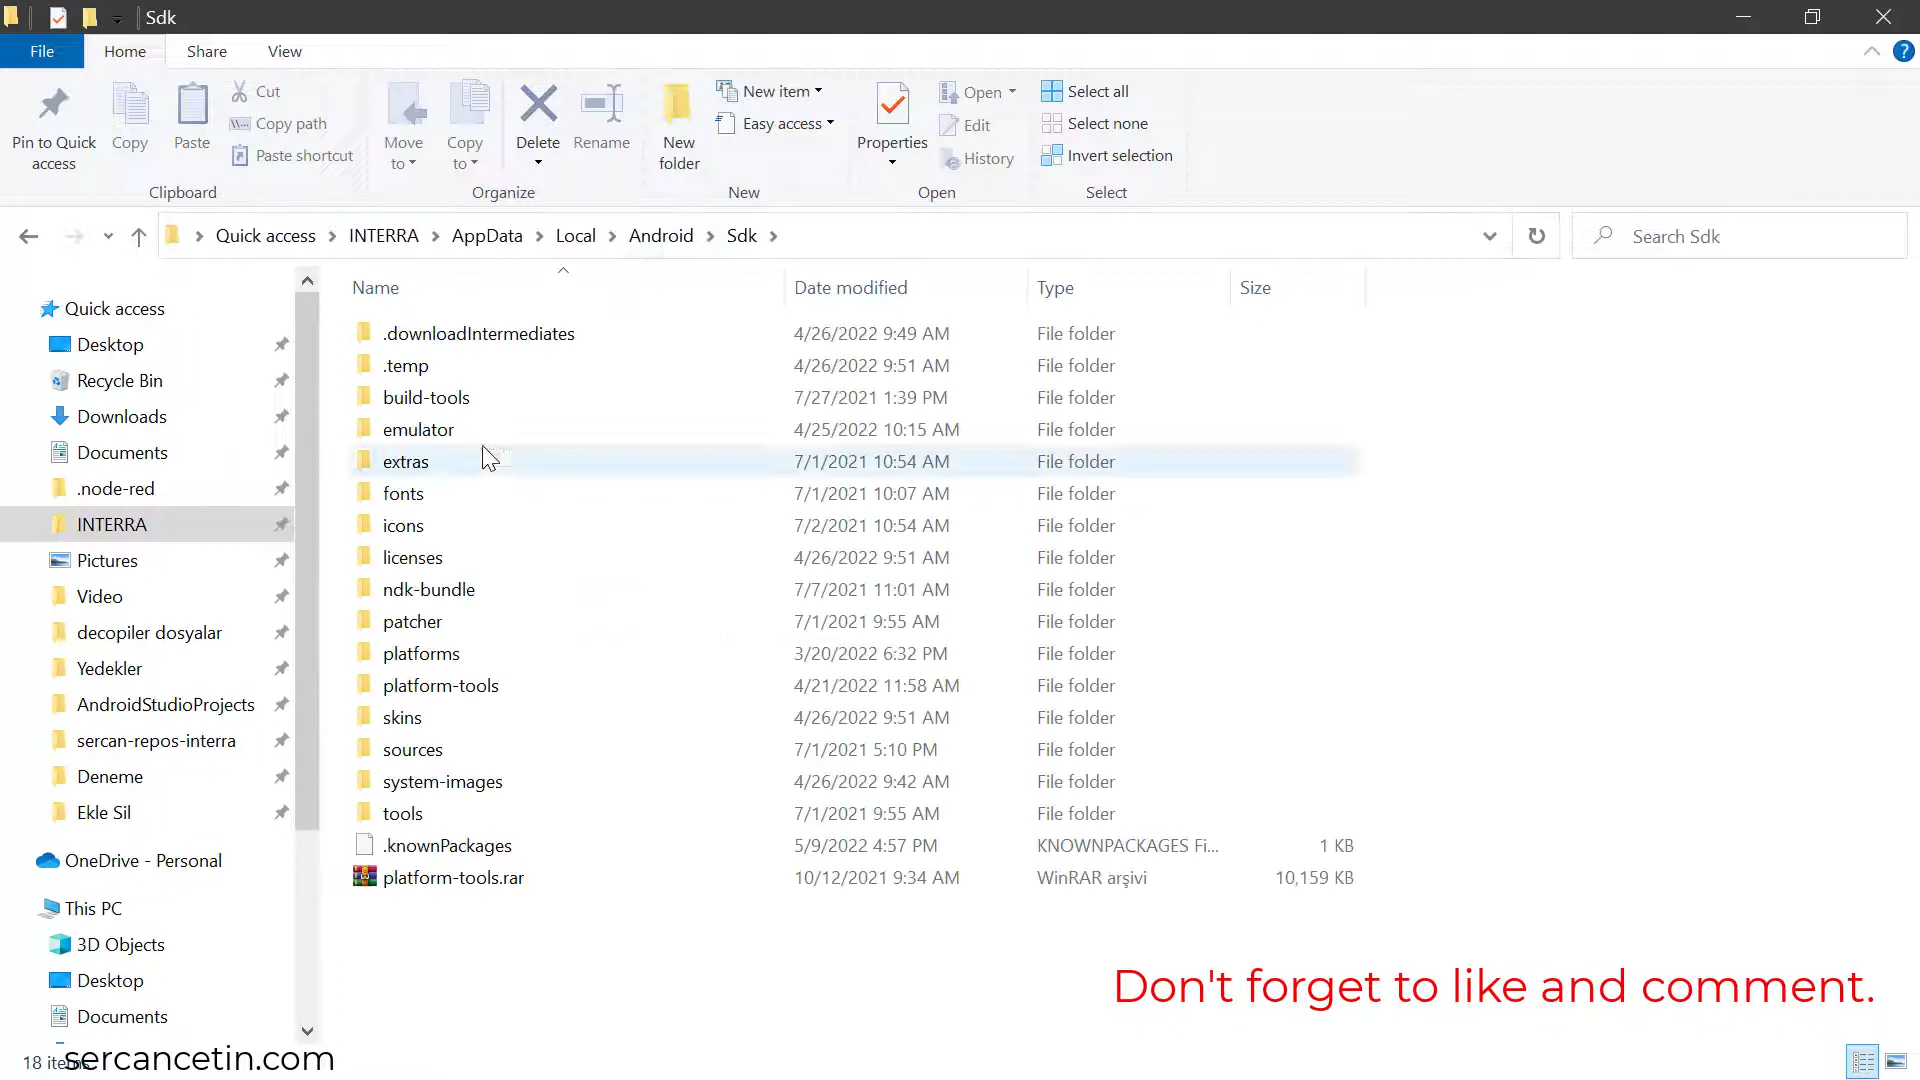 Sdk
File Home Share View
Pin to Quick access
Copy
Paste
Cut
Copy path
Paste shortcut
Clipboard
Move to
Copy to
Delete
Rename
Organize
New folder
New item
Easy access
New
Properties
Open
Edit
History
Open
Select all
Select none
Invert selection
Select
Quick access INTERRA AppData Local Android Sdk
Search Sdk
Quick access
Desktop
Recycle Bin
Downloads
Documents
.node-red
INTERRA
Pictures
Video
decopiler dosyalar
Yedekler
AndroidStudioProjects
sercan-repos-interra
Deneme
Ekle Sil
OneDrive - Personal
This PC
3D Objects
Desktop
Documents
Name Date modified Type Size
.downloadIntermediates 4/26/2022 9:49 AM File folder
.temp 4/26/2022 9:51 AM File folder
build-tools 7/27/2021 1:39 PM File folder
emulator 4/25/2022 10:15 AM File folder
extras 7/1/2021 10:54 AM File folder
fonts 7/1/2021 10:07 AM File folder
icons 7/2/2021 10:54 AM File folder
licenses 4/26/2022 9:51 AM File folder
ndk-bundle 7/7/2021 11:01 AM File folder
patcher 7/1/2021 9:55 AM File folder
platforms 3/20/2022 6:32 PM File folder
platform-tools 4/21/2022 11:58 AM File folder
skins 4/26/2022 9:51 AM File folder
sources 7/1/2021 5:10 PM File folder
system-images 4/26/2022 9:42 AM File folder
tools 7/1/2021 9:55 AM File folder
.knownPackages 5/9/2022 4:57 PM KNOWNPACKAGES Fi... 1 KB
platform-tools.rar 10/12/2021 9:34 AM WinRAR arşivi 10,159 KB
Don't forget to like and comment.
18 items
sercancetin.com